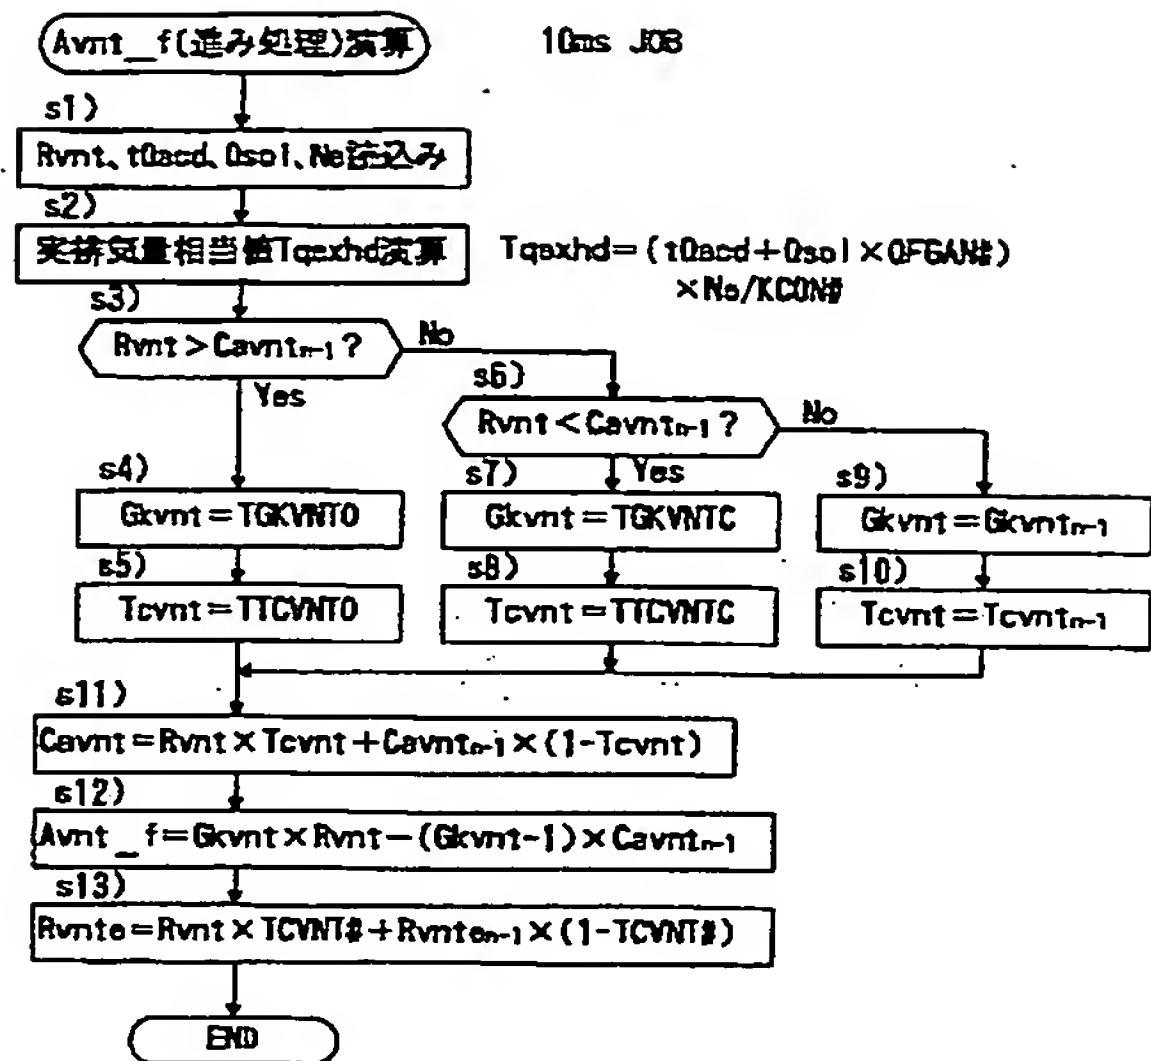 Avnt_f(進み処理)演算
10ms JOB
s1)
Rvnt、tQacd、Qsol、Ne読込み
s2)
実排気量相当値Tqexhd演算
Tqexhd=(tQacd+Qsol×QFGAN#)
×Ne/KCON#
s3)
Rvnt>Cavntn-1?
No
Yes
s6)
Rvnt<Cavntn-1?
No
Yes
s4)
Gkvnt=TGKVNTO
s7)
Gkvnt=TGKVNTC
s9)
Gkvnt=Gkvntn-1
s5)
Tcvnt=TTCVNTO
s8)
Tcvnt=TTCVNTC
s10)
Tcvnt=Tcvntn-1
s11)
Cavnt=Rvnt×Tcvnt+Cavntn-1×(1-Tcvnt)
s12)
Avnt_f=Gkvnt×Rvnt-(Gkvnt-1)×Cavntn-1
s13)
Rvnte=Rvnt×TCVNT#+Rvnten-1×(1-TCVNT#)
END